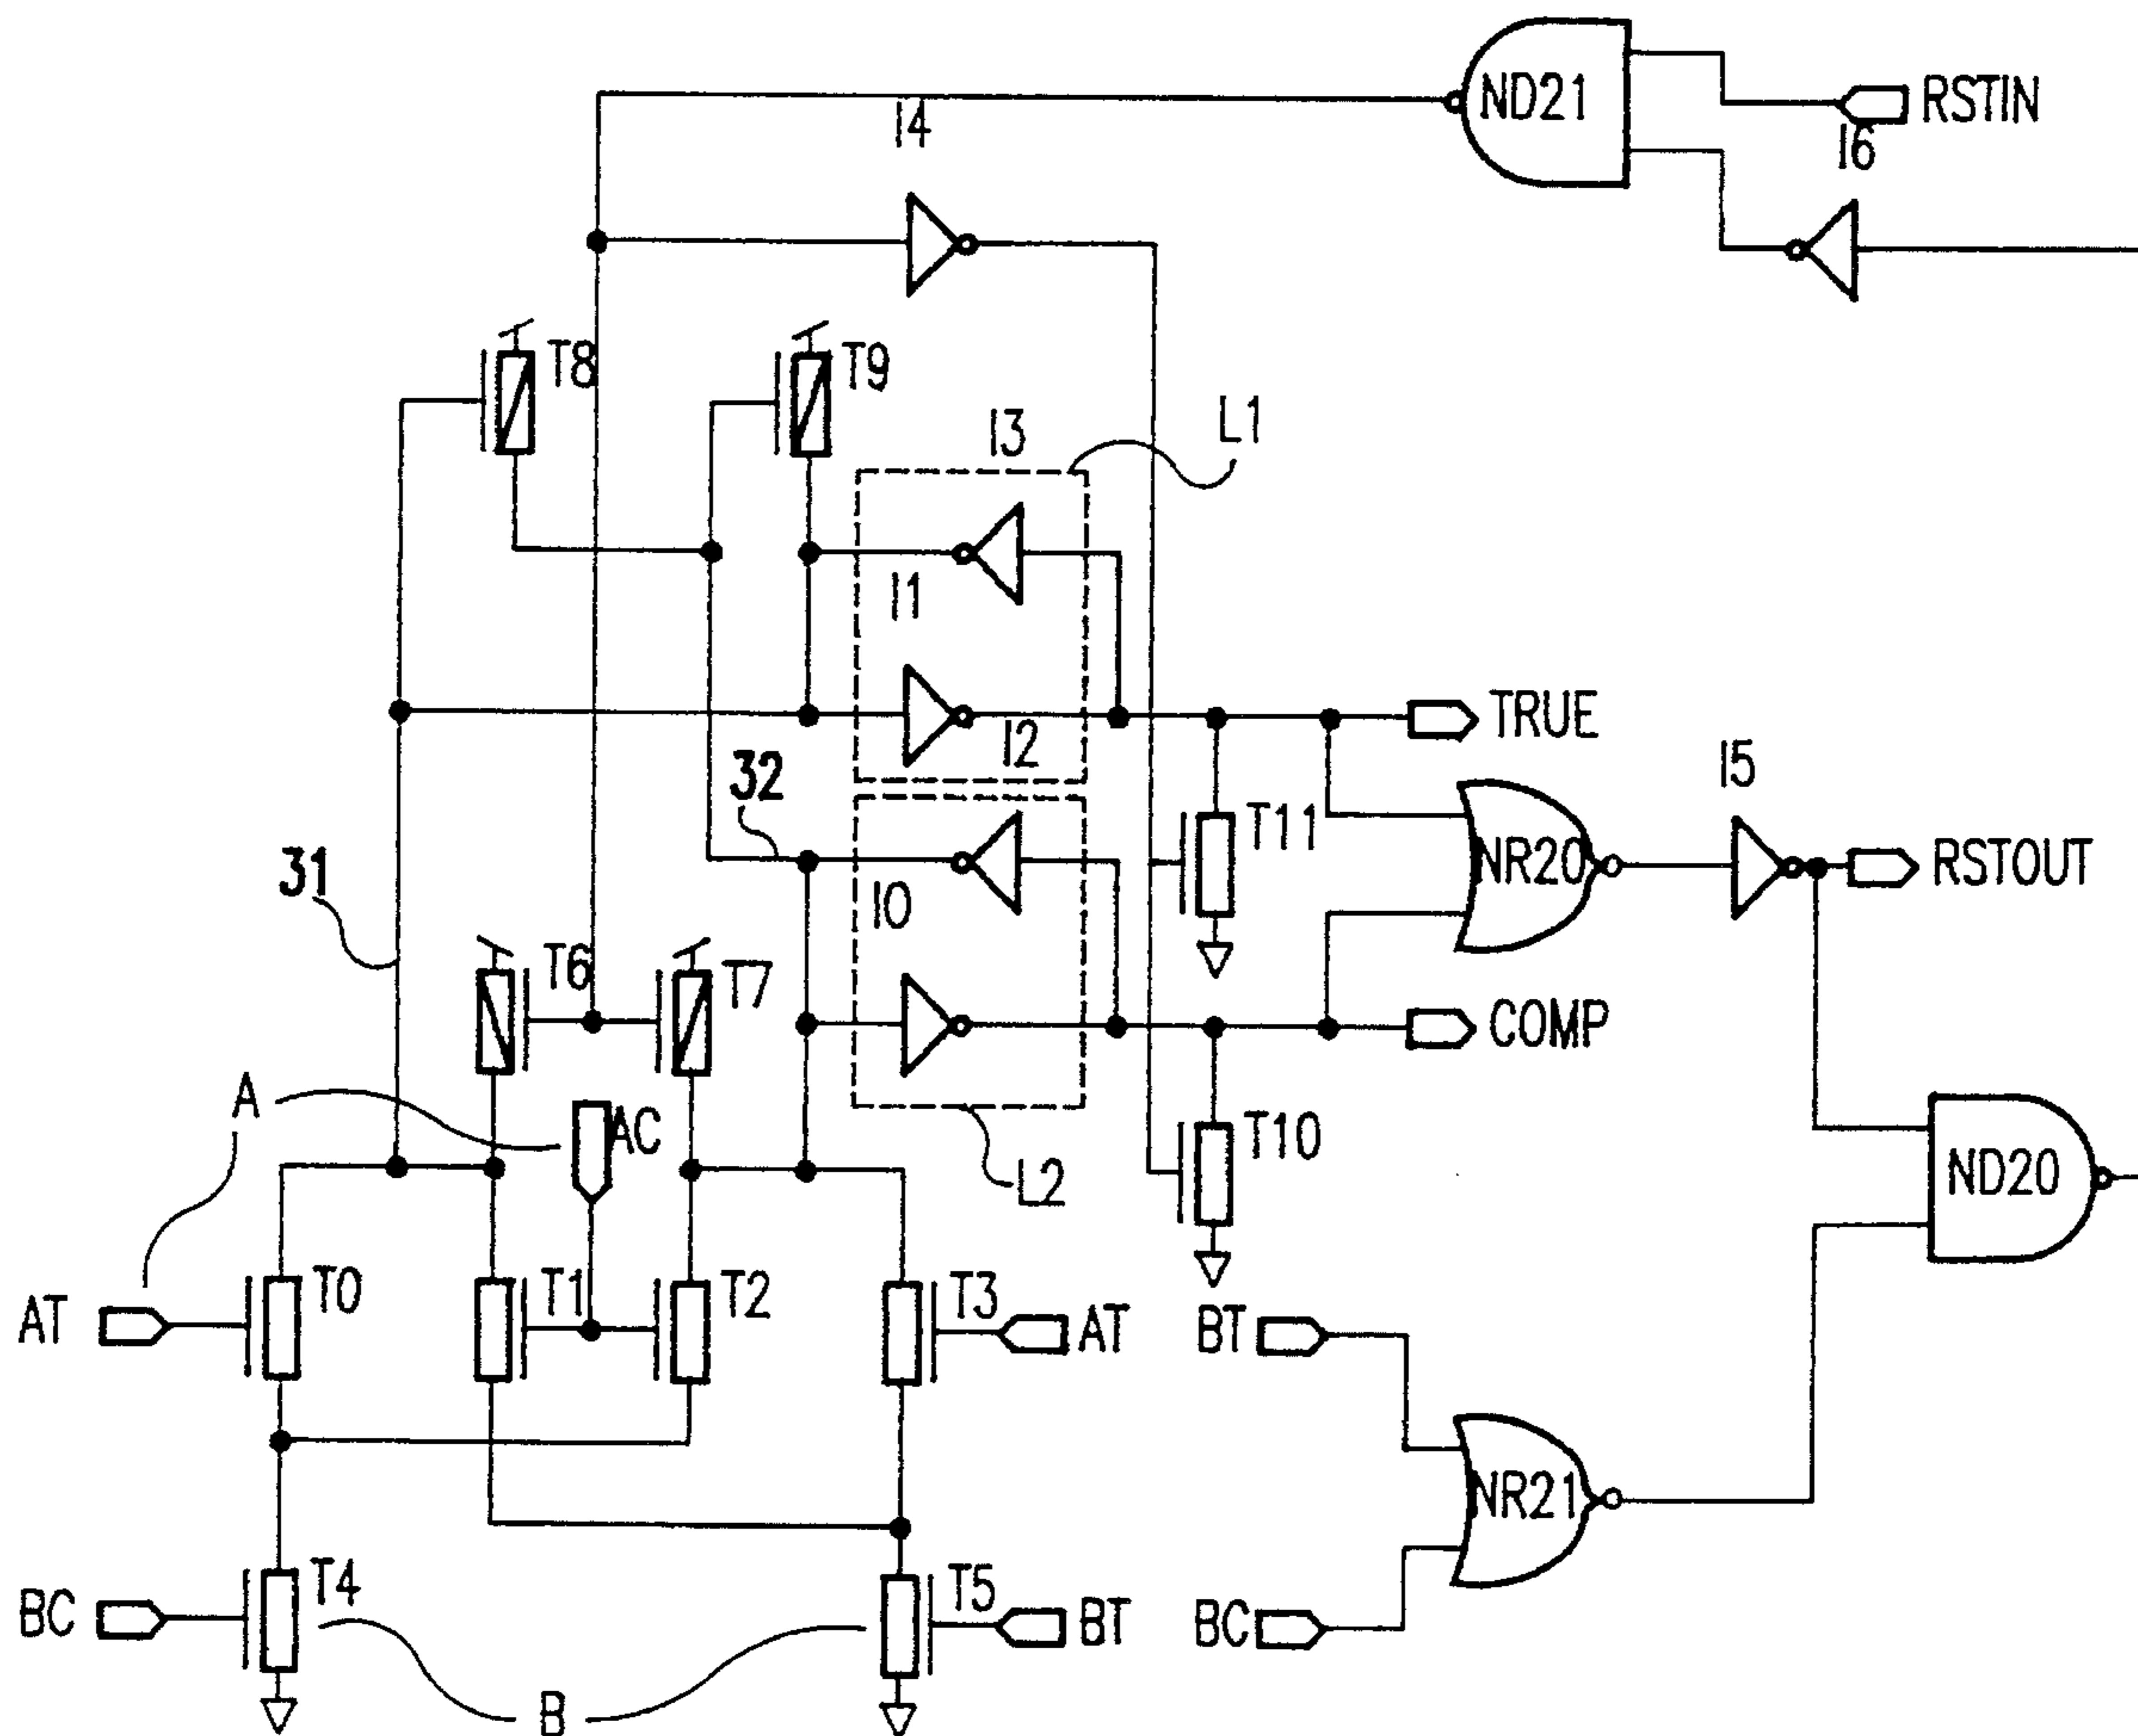 ND21
RSTIN
I4
I6
T8
T9
I3
L1
I1
TRUE
I2
32
I5
T11
NR20
RSTOUT
31
I0
T6
T7
COMP
A
AC
T10
L2
ND20
AT
T0
T1
T2
T3
AT
BT
NR21
BC
T4
T5
BT
BC
B